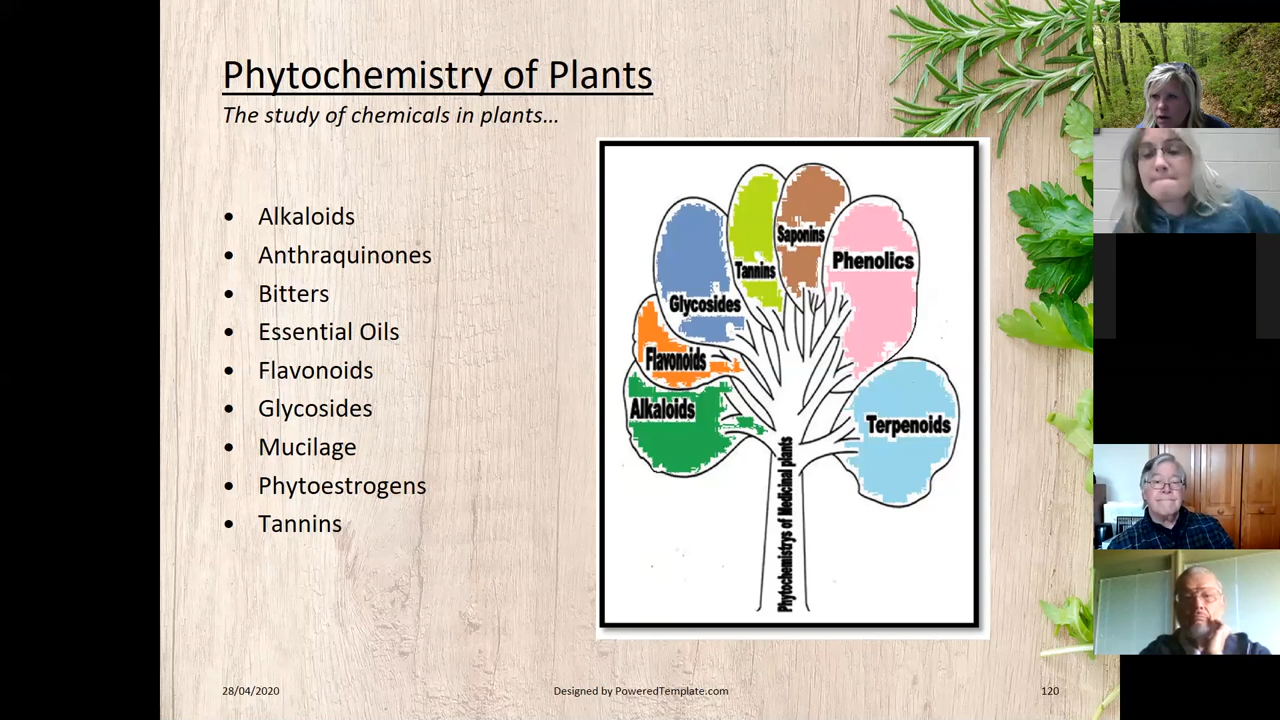 Phytochemistry of Plants
The study of chemicals in plants...
• Alkaloids
• Anthraquinones
• Bitters
• Essential Oils
• Flavonoids
• Glycosides
• Mucilage
• Phytoestrogens
• Tannins
Saponins
Tannins
Phenolics
Glycosides
Flavonoids
Alkaloids
Terpenoids
Phytochemistrys of Medicinal plants
28/04/2020
Designed by PoweredTemplate.com
120